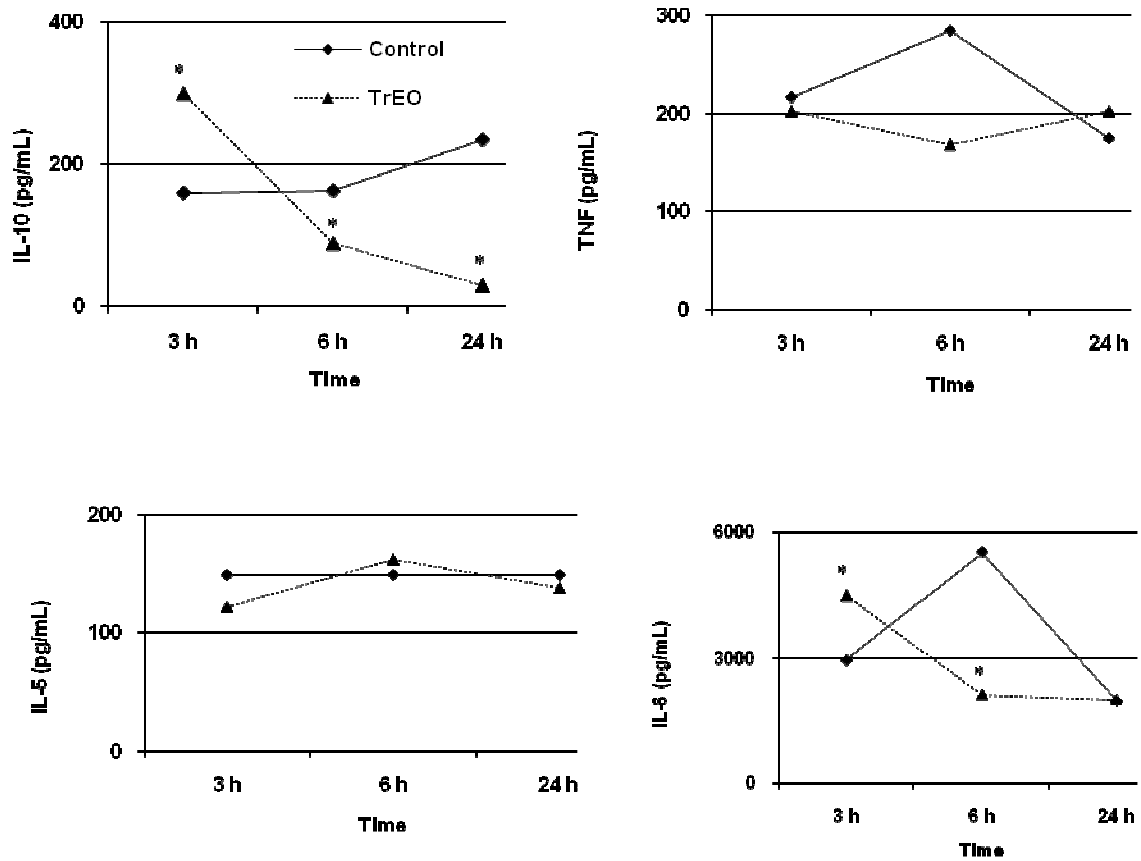 400
200
0
IL-10 (pg/mL)
Control
TrEO
*
*
*
3 h 6 h 24 h
Time
300
200
100
0
TNF (pg/mL)
3 h 6 h 24 h
Time
200
100
0
IL-5 (pg/mL)
3 h 6 h 24 h
Time
6000
3000
0
IL-6 (pg/mL)
*
*
3 h 6 h 24 h
Time